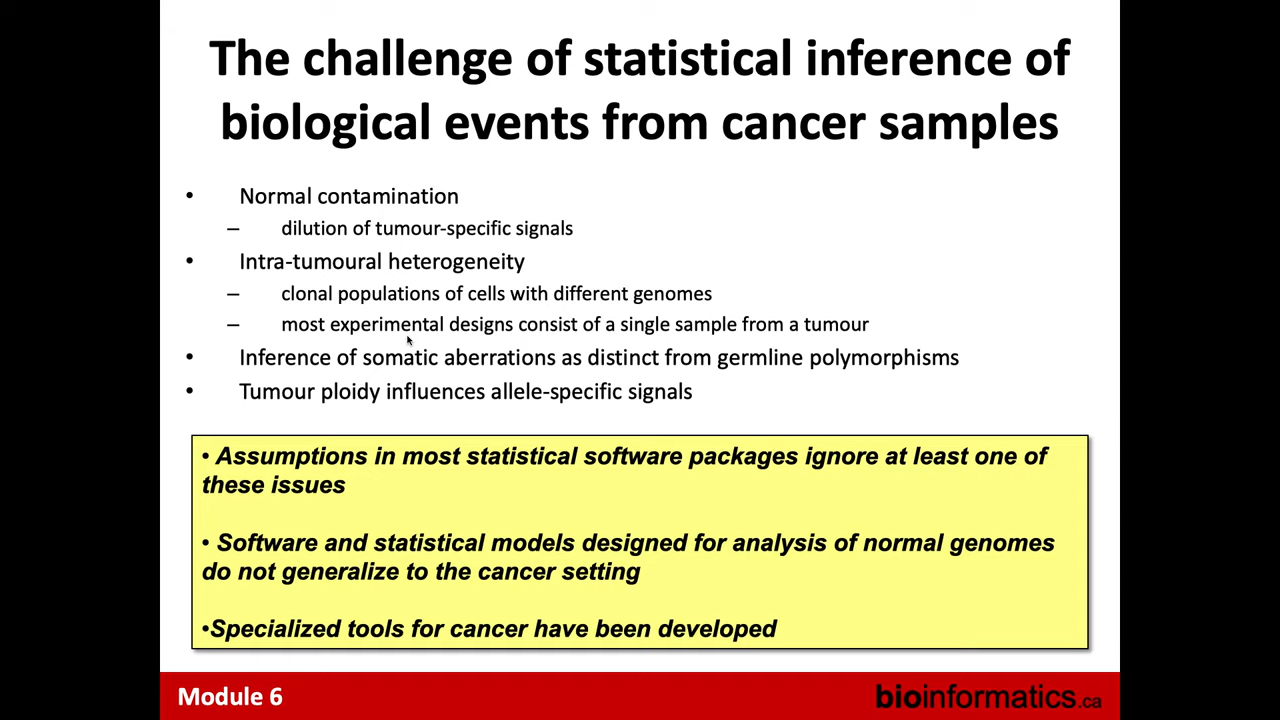 The challenge of statistical inference of
biological events from cancer samples
• Normal contamination
– dilution of tumour-specific signals
• Intra-tumoural heterogeneity
– clonal populations of cells with different genomes
– most experimental designs consist of a single sample from a tumour
• Inference of somatic aberrations as distinct from germline polymorphisms
• Tumour ploidy influences allele-specific signals
• Assumptions in most statistical software packages ignore at least one of
these issues
• Software and statistical models designed for analysis of normal genomes
do not generalize to the cancer setting
•Specialized tools for cancer have been developed
Module 6
bioinformatics.ca